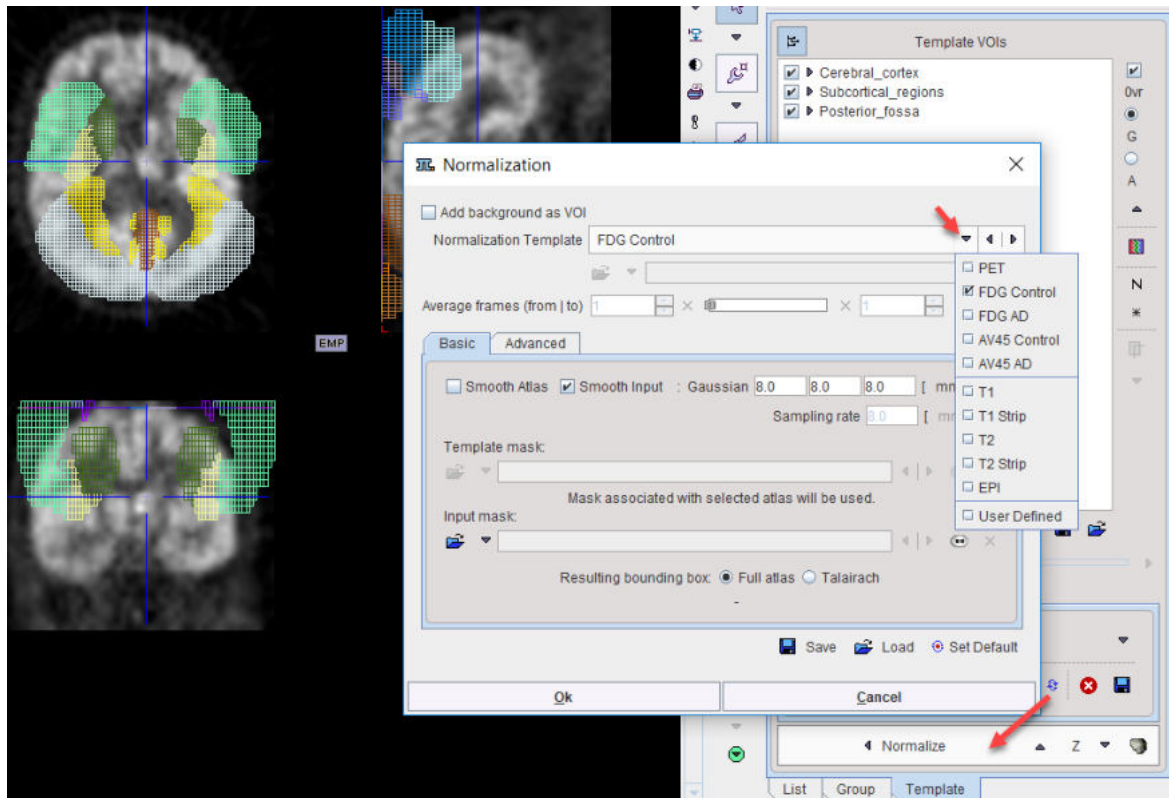 EMP
Template VOIs
Cerebral_cortex
Subcortical_regions
Posterior_fossa
Ovr
G
A
N
Normalization
Add background as VOI
Normalization Template FDG Control
PET
FDG Control
FDG AD
AV45 Control
AV45 AD
T1
T1 Strip
T2
T2 Strip
EPI
User Defined
Average frames (from | to) 1 1
Basic Advanced
Smooth Atlas Smooth Input : Gaussian 8.0 8.0 8.0 [
Sampling rate 8.0 [
Template mask:
Mask associated with selected atlas will be used.
Input mask:
Resulting bounding box: Full atlas Talairach
-
Save Load Set Default
Ok Cancel
Normalize Z
List Group Template